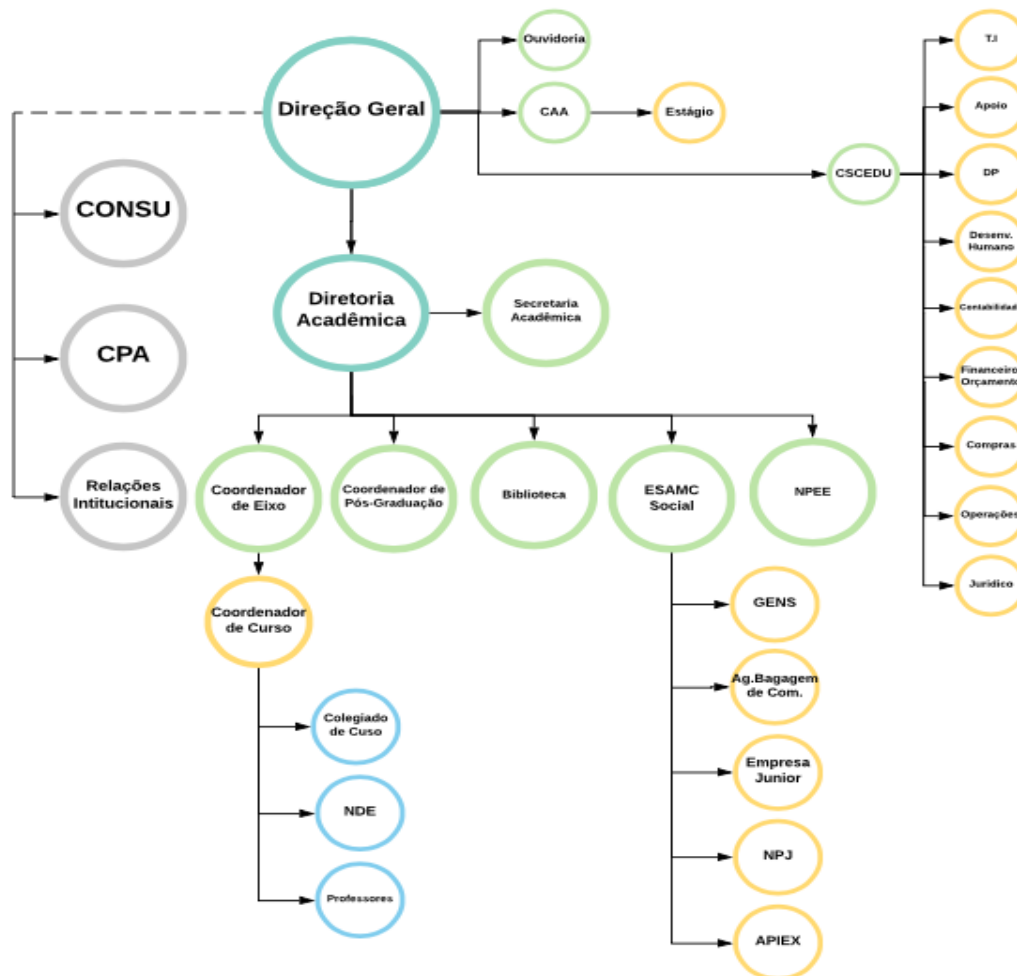 Ouvidoria
T.I
Direção Geral
CAA
Estágio
Apoio
CSCEDU
DP
CONSU
Desenv.
Humano
Diretoria
Acadêmica
Secretaria
Acadêmica
Contabilidad
CPA
Financeiro
Orçamento
Compras
Relações
Intitucionais
Coordenador
de Eixo
Coordenador de
Pós-Graduação
Biblioteca
ESAMC
Social
NPEE
Operações
Jurídico
Coordenador
de Curso
GENS
Ag.Bagagem
de Com.
Colegiado
de Cuso
Empresa
Junior
NDE
NPJ
Professores
APIEX